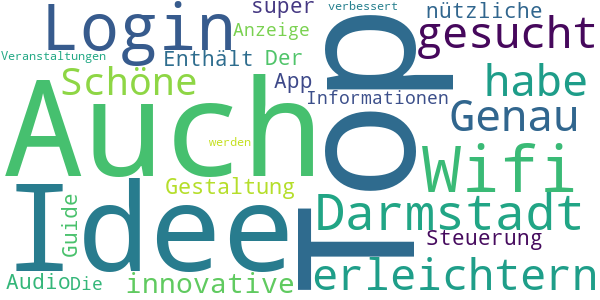 super
verbessert
nützliche
Login
Anzeige
gesucht
Veranstaltungen
Enthält
Der
Top
Schöne
App
habe
Informationen
Auch
Genau
werden
Wifi
Gestaltung
Idee
Guide
Darmstadt
Steuerung
Audio
Die
innovative
erleichtern